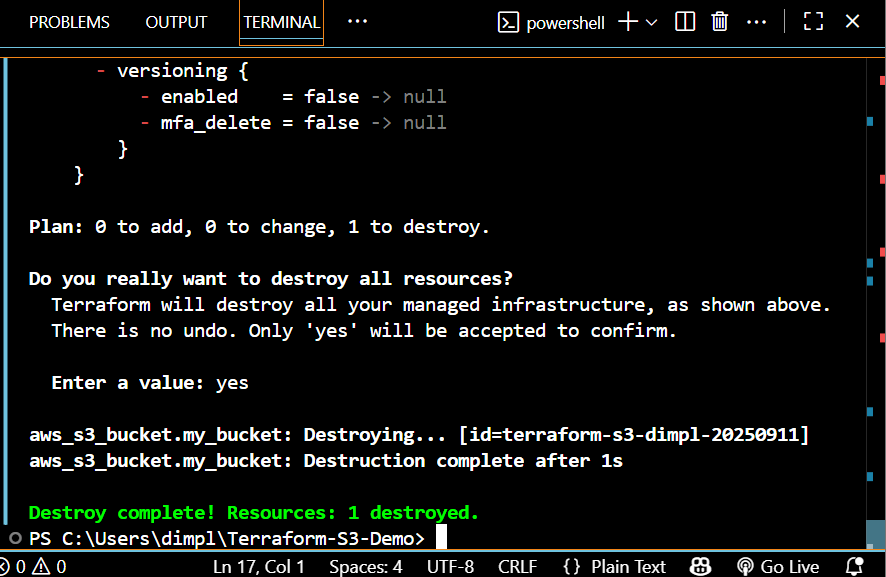 PROBLEMS OUTPUT TERMINAL ··· powershell
- versioning {
- enabled = false -> null
- mfa_delete = false -> null
}
}
Plan: 0 to add, 0 to change, 1 to destroy.
Do you really want to destroy all resources?
Terraform will destroy all your managed infrastructure, as shown above.
There is no undo. Only 'yes' will be accepted to confirm.
Enter a value: yes
aws_s3_bucket.my_bucket: Destroying... [id=terraform-s3-dimpl-20250911]
aws_s3_bucket.my_bucket: Destruction complete after 1s
Destroy complete! Resources: 1 destroyed.
PS C:\Users\dimpl\Terraform-S3-Demo>
0 0 Ln 17, Col 1 Spaces: 4 UTF-8 CRLF {} Plain Text Go Live